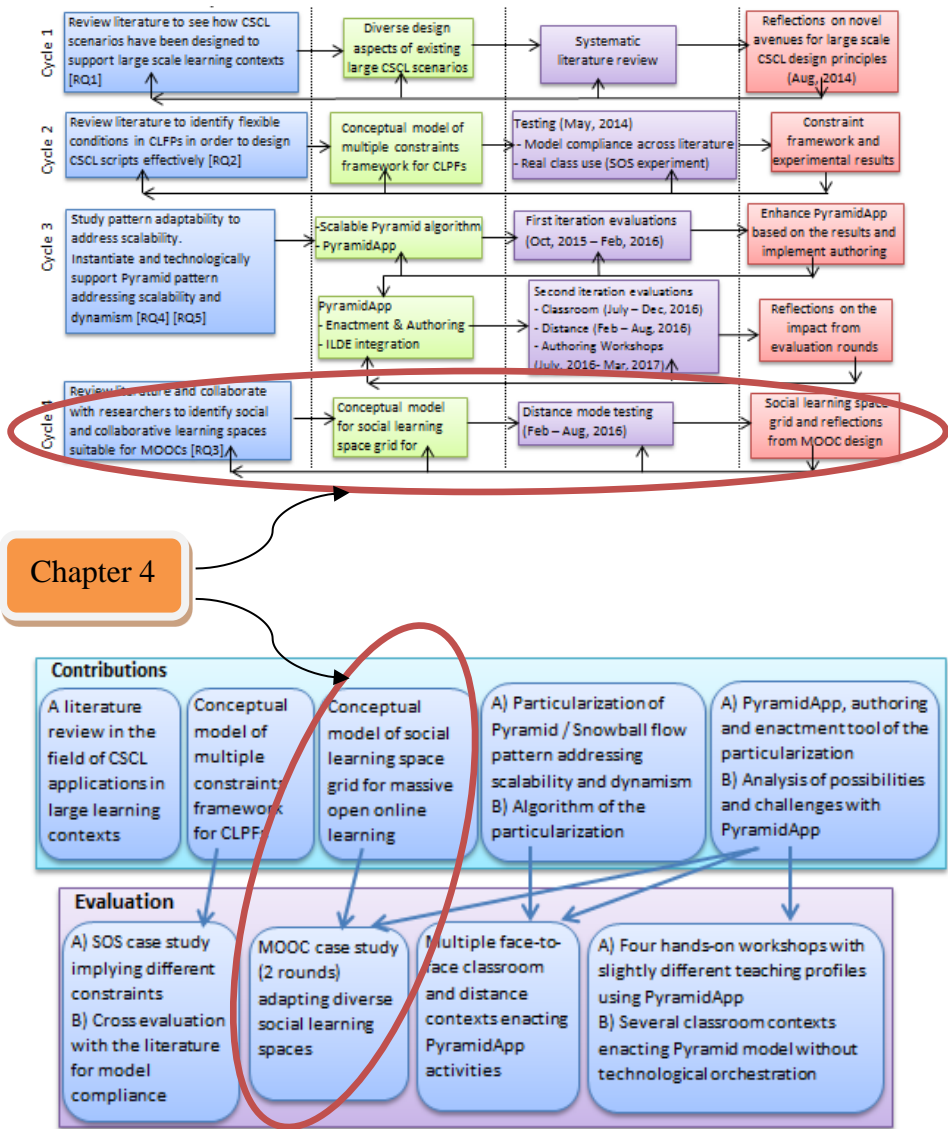 Cycle 1
Review literature to see how CSCL
scenarios have been designed to
support large scale learning contexts
[RQ1]
Diverse design
aspects of existing
large CSCL scenarios
Systematic
literature review
Reflections on novel
avenues for large scale
CSCL design principles
(Aug, 2014)
Cycle 2
Review literature to identify flexible
conditions in CLFPs in order to design
CSCL scripts effectively [RQ2]
Conceptual model of
multiple constraints
framework for CLPFs
Testing (May, 2014)
- Model compliance across literature
- Real class use (SOS experiment)
Constraint
framework and
experimental results
Cycle 3
Study pattern adaptability to
address scalability.
Instantiate and technologically
support Pyramid pattern
addressing scalability and
dynamism [RQ4] [RQ5]
-Scalable Pyramid algorithm
- PyramidApp
First iteration evaluations
(Oct, 2015 – Feb, 2016)
Enhance PyramidApp
based on the results and
implement authoring
PyramidApp
- Enactment & Authoring
- ILDE integration
Second iteration evaluations
- Classroom (July – Dec, 2016)
- Distance (Feb – Aug, 2016)
- Authoring Workshops
(July, 2016- Mar, 2017)
Reflections on the
impact from
evaluation rounds
Cycle 4
Review literature and collaborate
with researchers to identify social
and collaborative learning spaces
suitable for MOOCs [RQ3]
Conceptual model
for social learning
space grid for
Distance mode testing
(Feb – Aug, 2016)
Social learning space
grid and reflections
from MOOC design
Chapter 4
Contributions
A literature
review in the
field of CSCL
applications in
large learning
contexts
Conceptual
model of
multiple
constraints
framework
for CLPFs
Conceptual
model of social
learning space
grid for massive
open online
learning
A) Particularization of
Pyramid / Snowball flow
pattern addressing
scalability and dynamism
B) Algorithm of the
particularization
A) PyramidApp, authoring
and enactment tool of the
particularization
B) Analysis of possibilities
and challenges with
PyramidApp
Evaluation
A) SOS case study
implying different
constraints
B) Cross evaluation
with the literature
for model
compliance
MOOC case study
(2 rounds)
adapting diverse
social learning
spaces
Multiple face-to-
face classroom
and distance
contexts enacting
PyramidApp
activities
A) Four hands-on workshops with
slightly different teaching profiles
using PyramidApp
B) Several classroom contexts
enacting Pyramid model without
technological orchestration